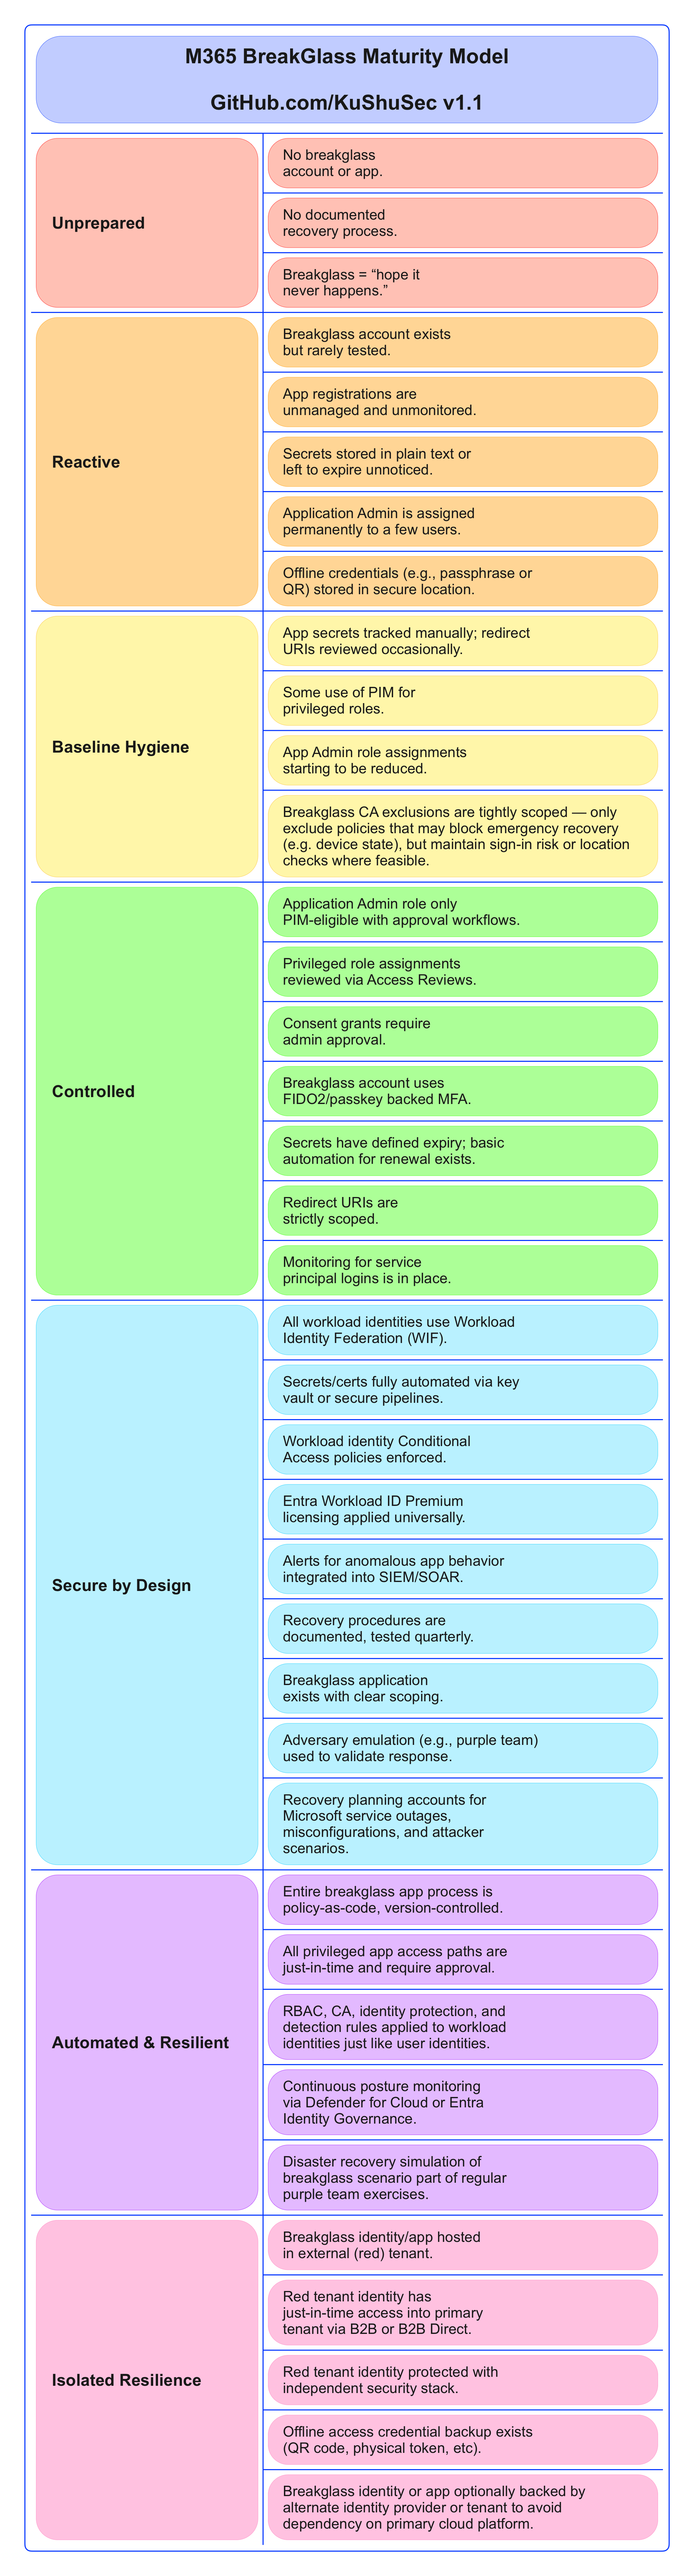 M365 BreakGlass Maturity Model
GitHub.com/KuShuSec v1.1
Unprepared
No breakglass
account or app.
No documented
recovery process.
Breakglass = “hope it
never happens.”
Reactive
Breakglass account exists
but rarely tested.
App registrations are
unmanaged and unmonitored.
Secrets stored in plain text or
left to expire unnoticed.
Application Admin is assigned
permanently to a few users.
Offline credentials (e.g., passphrase or
QR) stored in secure location.
Baseline Hygiene
App secrets tracked manually; redirect
URIs reviewed occasionally.
Some use of PIM for
privileged roles.
App Admin role assignments
starting to be reduced.
Breakglass CA exclusions are tightly scoped — only
exclude policies that may block emergency recovery
(e.g. device state), but maintain sign-in risk or location
checks where feasible.
Controlled
Application Admin role only
PIM-eligible with approval workflows.
Privileged role assignments
reviewed via Access Reviews.
Consent grants require
admin approval.
Breakglass account uses
FIDO2/passkey backed MFA.
Secrets have defined expiry; basic
automation for renewal exists.
Redirect URIs are
strictly scoped.
Monitoring for service
principal logins is in place.
Secure by Design
All workload identities use Workload
Identity Federation (WIF).
Secrets/certs fully automated via key
vault or secure pipelines.
Workload identity Conditional
Access policies enforced.
Entra Workload ID Premium
licensing applied universally.
Alerts for anomalous app behavior
integrated into SIEM/SOAR.
Recovery procedures are
documented, tested quarterly.
Breakglass application
exists with clear scoping.
Adversary emulation (e.g., purple team)
used to validate response.
Recovery planning accounts for
Microsoft service outages,
misconfigurations, and attacker
scenarios.
Automated & Resilient
Entire breakglass app process is
policy-as-code, version-controlled.
All privileged app access paths are
just-in-time and require approval.
RBAC, CA, identity protection, and
detection rules applied to workload
identities just like user identities.
Continuous posture monitoring
via Defender for Cloud or Entra
Identity Governance.
Disaster recovery simulation of
breakglass scenario part of regular
purple team exercises.
Isolated Resilience
Breakglass identity/app hosted
in external (red) tenant.
Red tenant identity has
just-in-time access into primary
tenant via B2B or B2B Direct.
Red tenant identity protected with
independent security stack.
Offline access credential backup exists
(QR code, physical token, etc).
Breakglass identity or app optionally backed by
alternate identity provider or tenant to avoid
dependency on primary cloud platform.